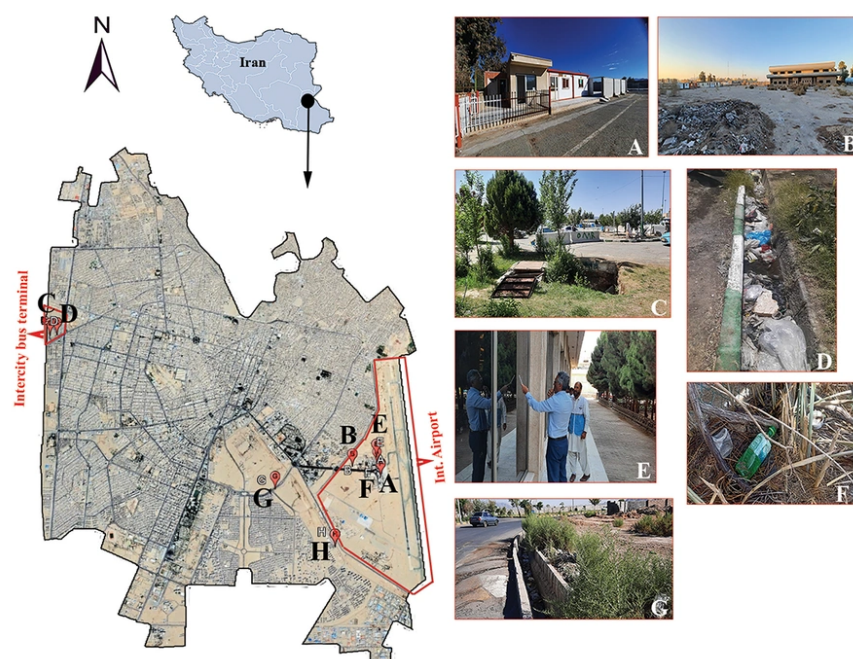 N
Iran
C
D
Intercity bus terminal
E
B
F
A
G
H
Int. Airport
A
B
C
D
E
F
G